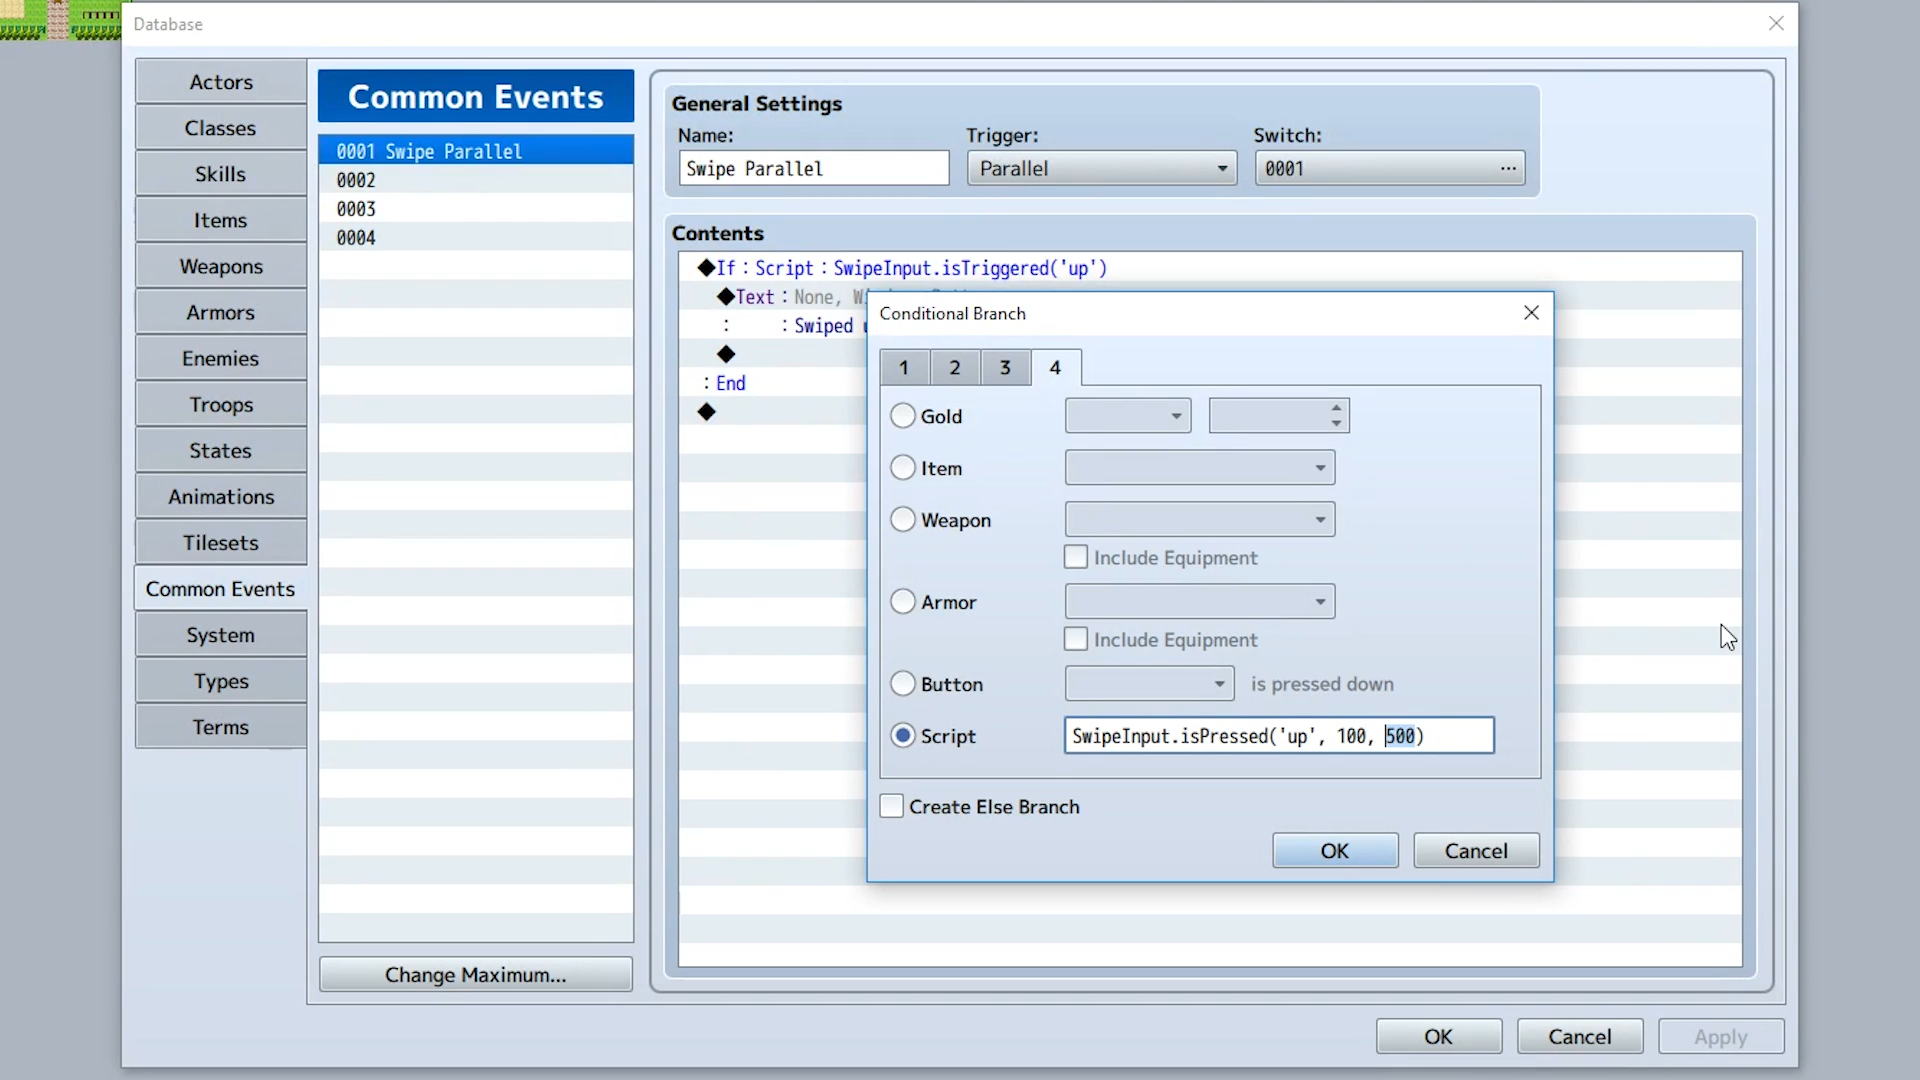 Database
Actors
Classes
Skills
Items
Weapons
Armors
Enemies
Troops
States
Animations
Tilesets
Common Events
System
Types
Terms
Common Events
0001 Swipe Parallel
0002
0003
0004
Change Maximum...
General Settings
Name:
Trigger:
Switch:
Swipe Parallel
Parallel
0001
...
Contents
◆If：Script：SwipeInput.isTriggered('up')
◆Text：None,
:　　：Swiped
◆
：End
◆
Conditional Branch
1
2
3
4
Gold
Item
Weapon
Include Equipment
Armor
Include Equipment
Button
is pressed down
Script
SwipeInput.isPressed('up', 100, 500)
Create Else Branch
OK
Cancel
OK
Cancel
Apply